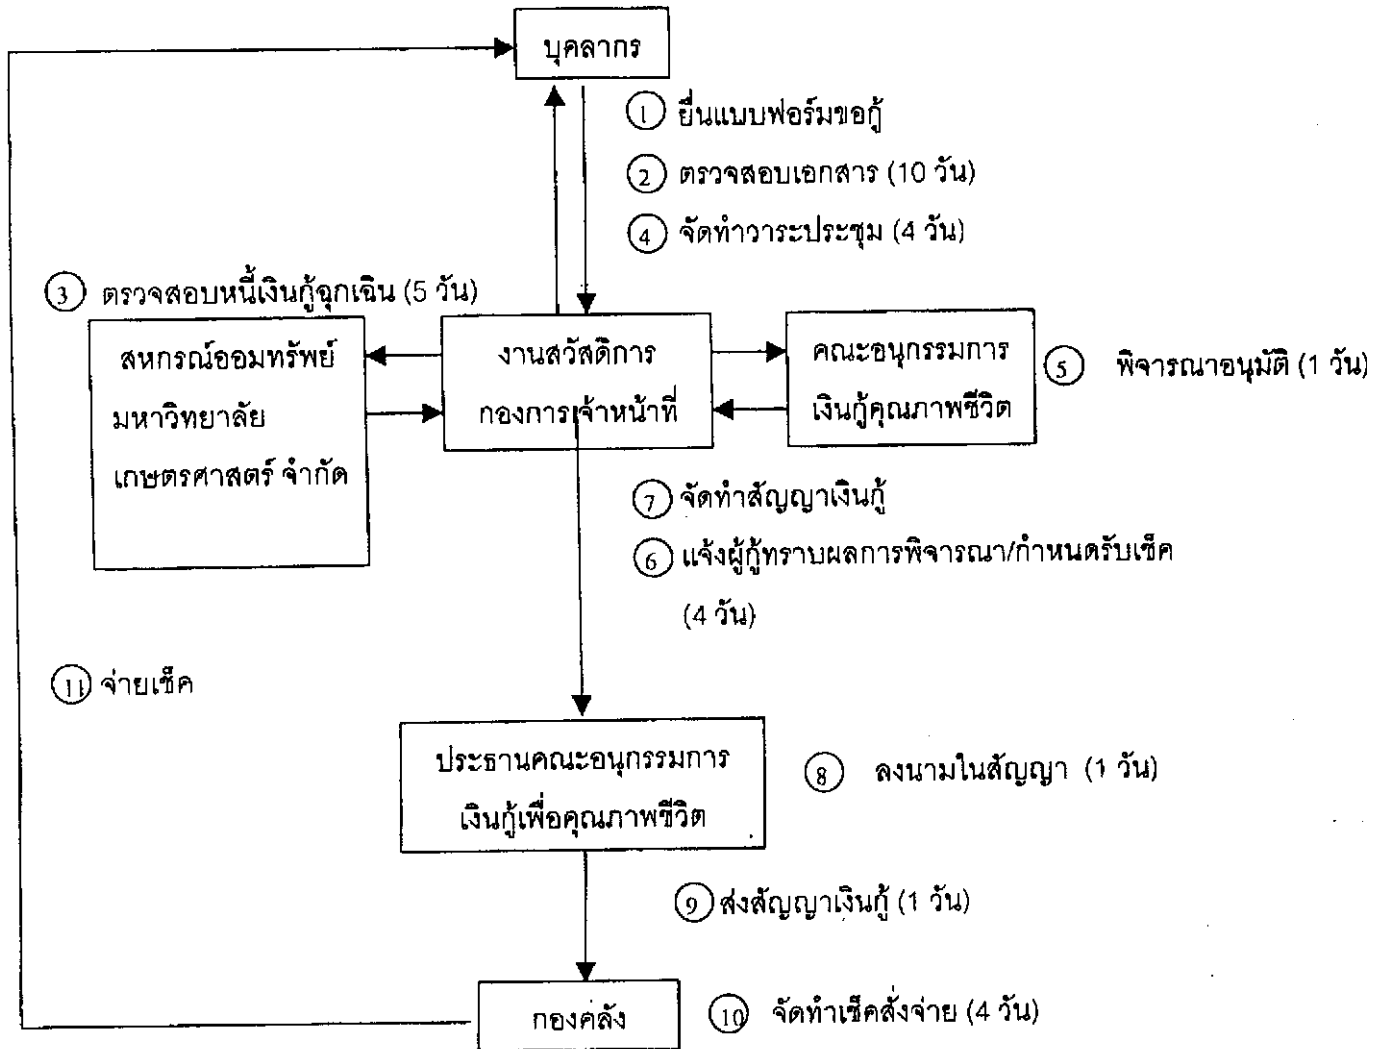 บุคลากร
1 ยื่นแบบฟอร์มขอกู้
2 ตรวจสอบเอกสาร (10 วัน)
4 จัดทำวาระประชุม (4 วัน)
3 ตรวจสอบหนี้เงินกู้ฉุกเฉิน (5 วัน)
สหกรณ์ออมทรัพย์
มหาวิทยาลัย
เกษตรศาสตร์ จำกัด
งานสวัสดิการ
กองการเจ้าหน้าที่
คณะอนุกรรมการ
เงินกู้คุณภาพชีวิต
5 พิจารณาอนุมัติ (1 วัน)
7 จัดทำสัญญาเงินกู้
6 แจ้งผู้กู้ทราบผลการพิจารณา/กำหนดรับเช็ค
(4 วัน)
11 จ่ายเช็ค
ประธานคณะอนุกรรมการ
เงินกู้เพื่อคุณภาพชีวิต
8 ลงนามในสัญญา (1 วัน)
9 ส่งสัญญาเงินกู้ (1 วัน)
กองคลัง
10 จัดทำเช็คสั่งจ่าย (4 วัน)